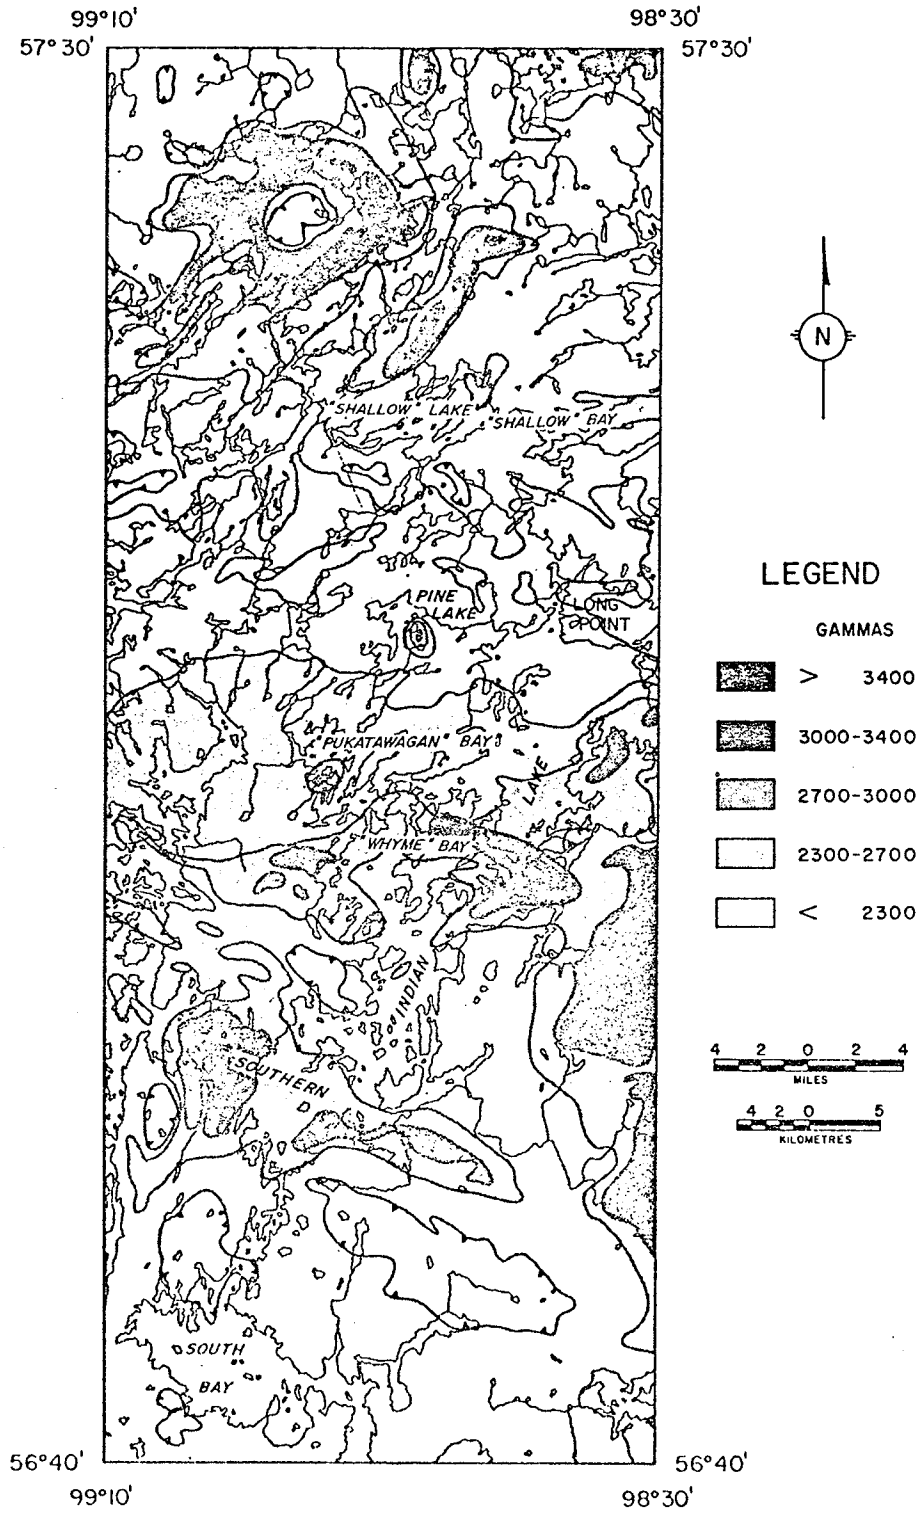 99°10'
98°30'
57°30'
57°30'
N
"SHALLOW" LAKE
"SHALLOW" BAY
PINE
LAKE
LONG
POINT
"PUKATAWAGAN" BAY
LAKE
"WHYME" BAY
INDIAN
SOUTHERN
D
SOUTH
BAY
LEGEND
GAMMAS
> 3400
3000-3400
2700-3000
2300-2700
< 2300
4 2 0 2 4
MILES
4 2 0 5
KILOMETRES
56°40'
56°40'
99°10'
98°30'